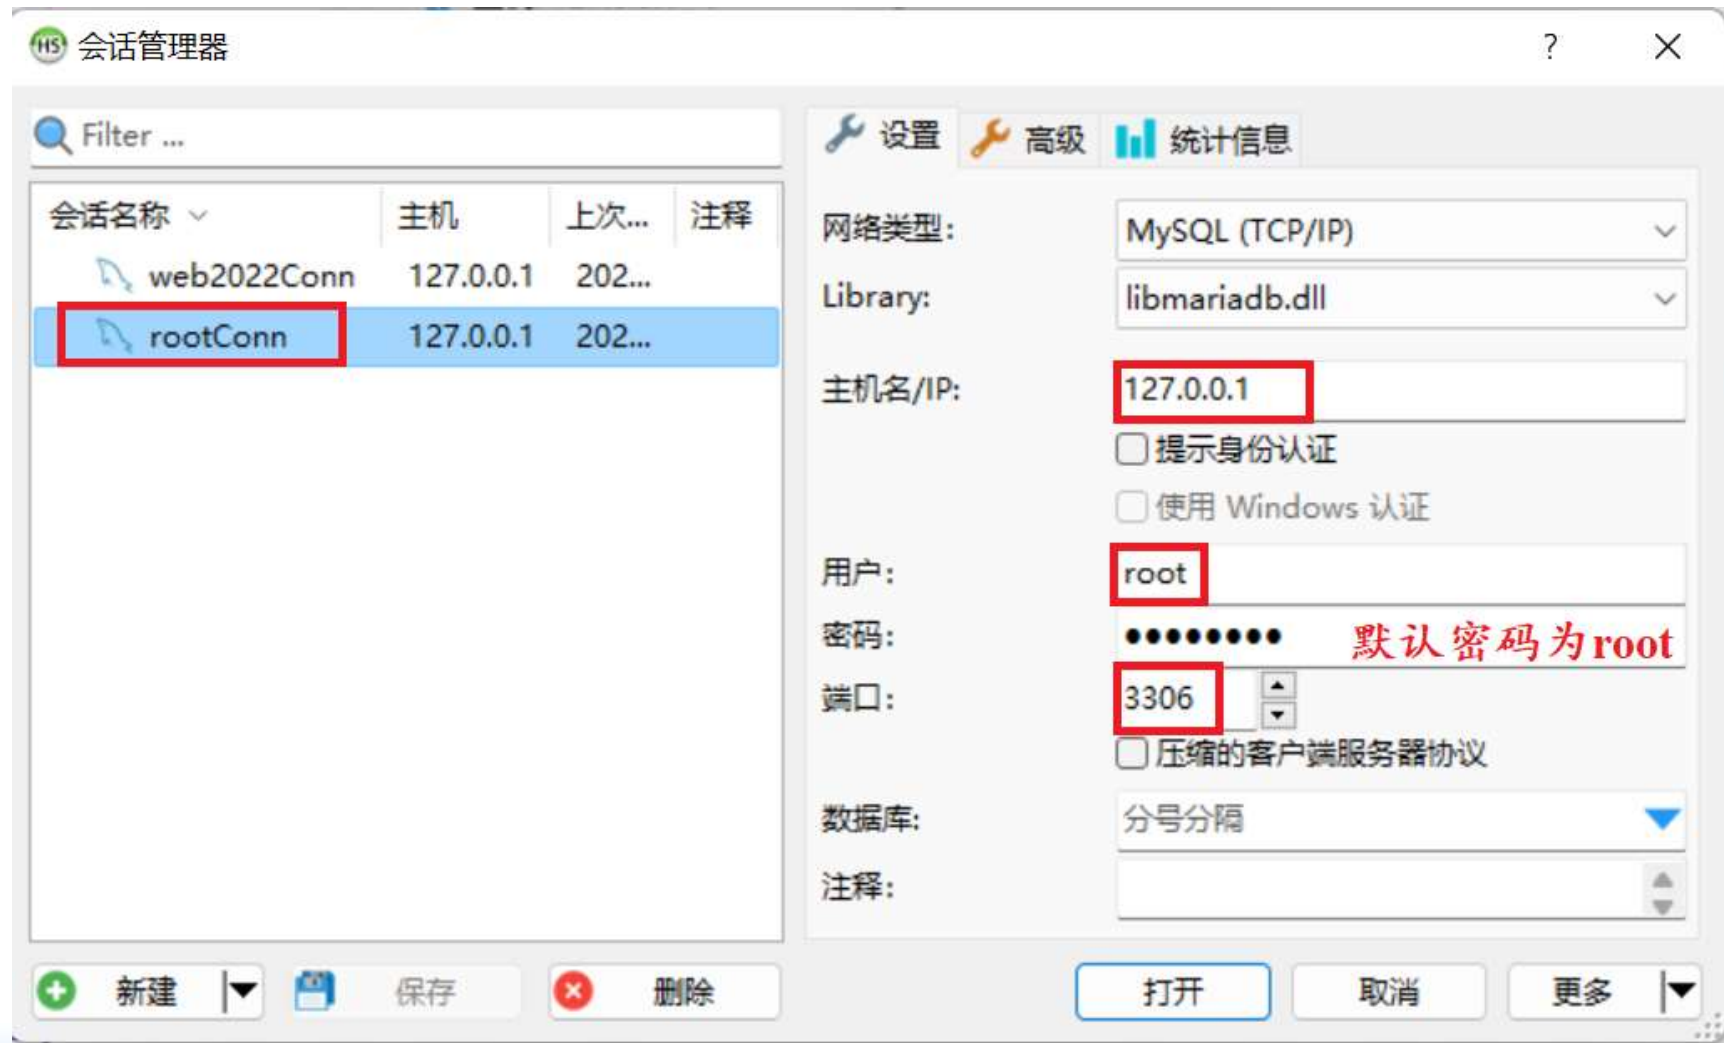 HS 会话管理器 ?
Filter ...
会话名称 主机 上次... 注释
web2022Conn 127.0.0.1 202...
rootConn 127.0.0.1 202...
新建 保存 删除
设置 高级 统计信息
网络类型: MySQL (TCP/IP)
Library: libmariadb.dll
主机名/IP: 127.0.0.1
提示身份认证
使用 Windows 认证
用户: root
密码: ●●●●●●●● 默认密码为root
端口: 3306
压缩的客户端服务器协议
数据库: 分号分隔
注释:
打开 取消 更多